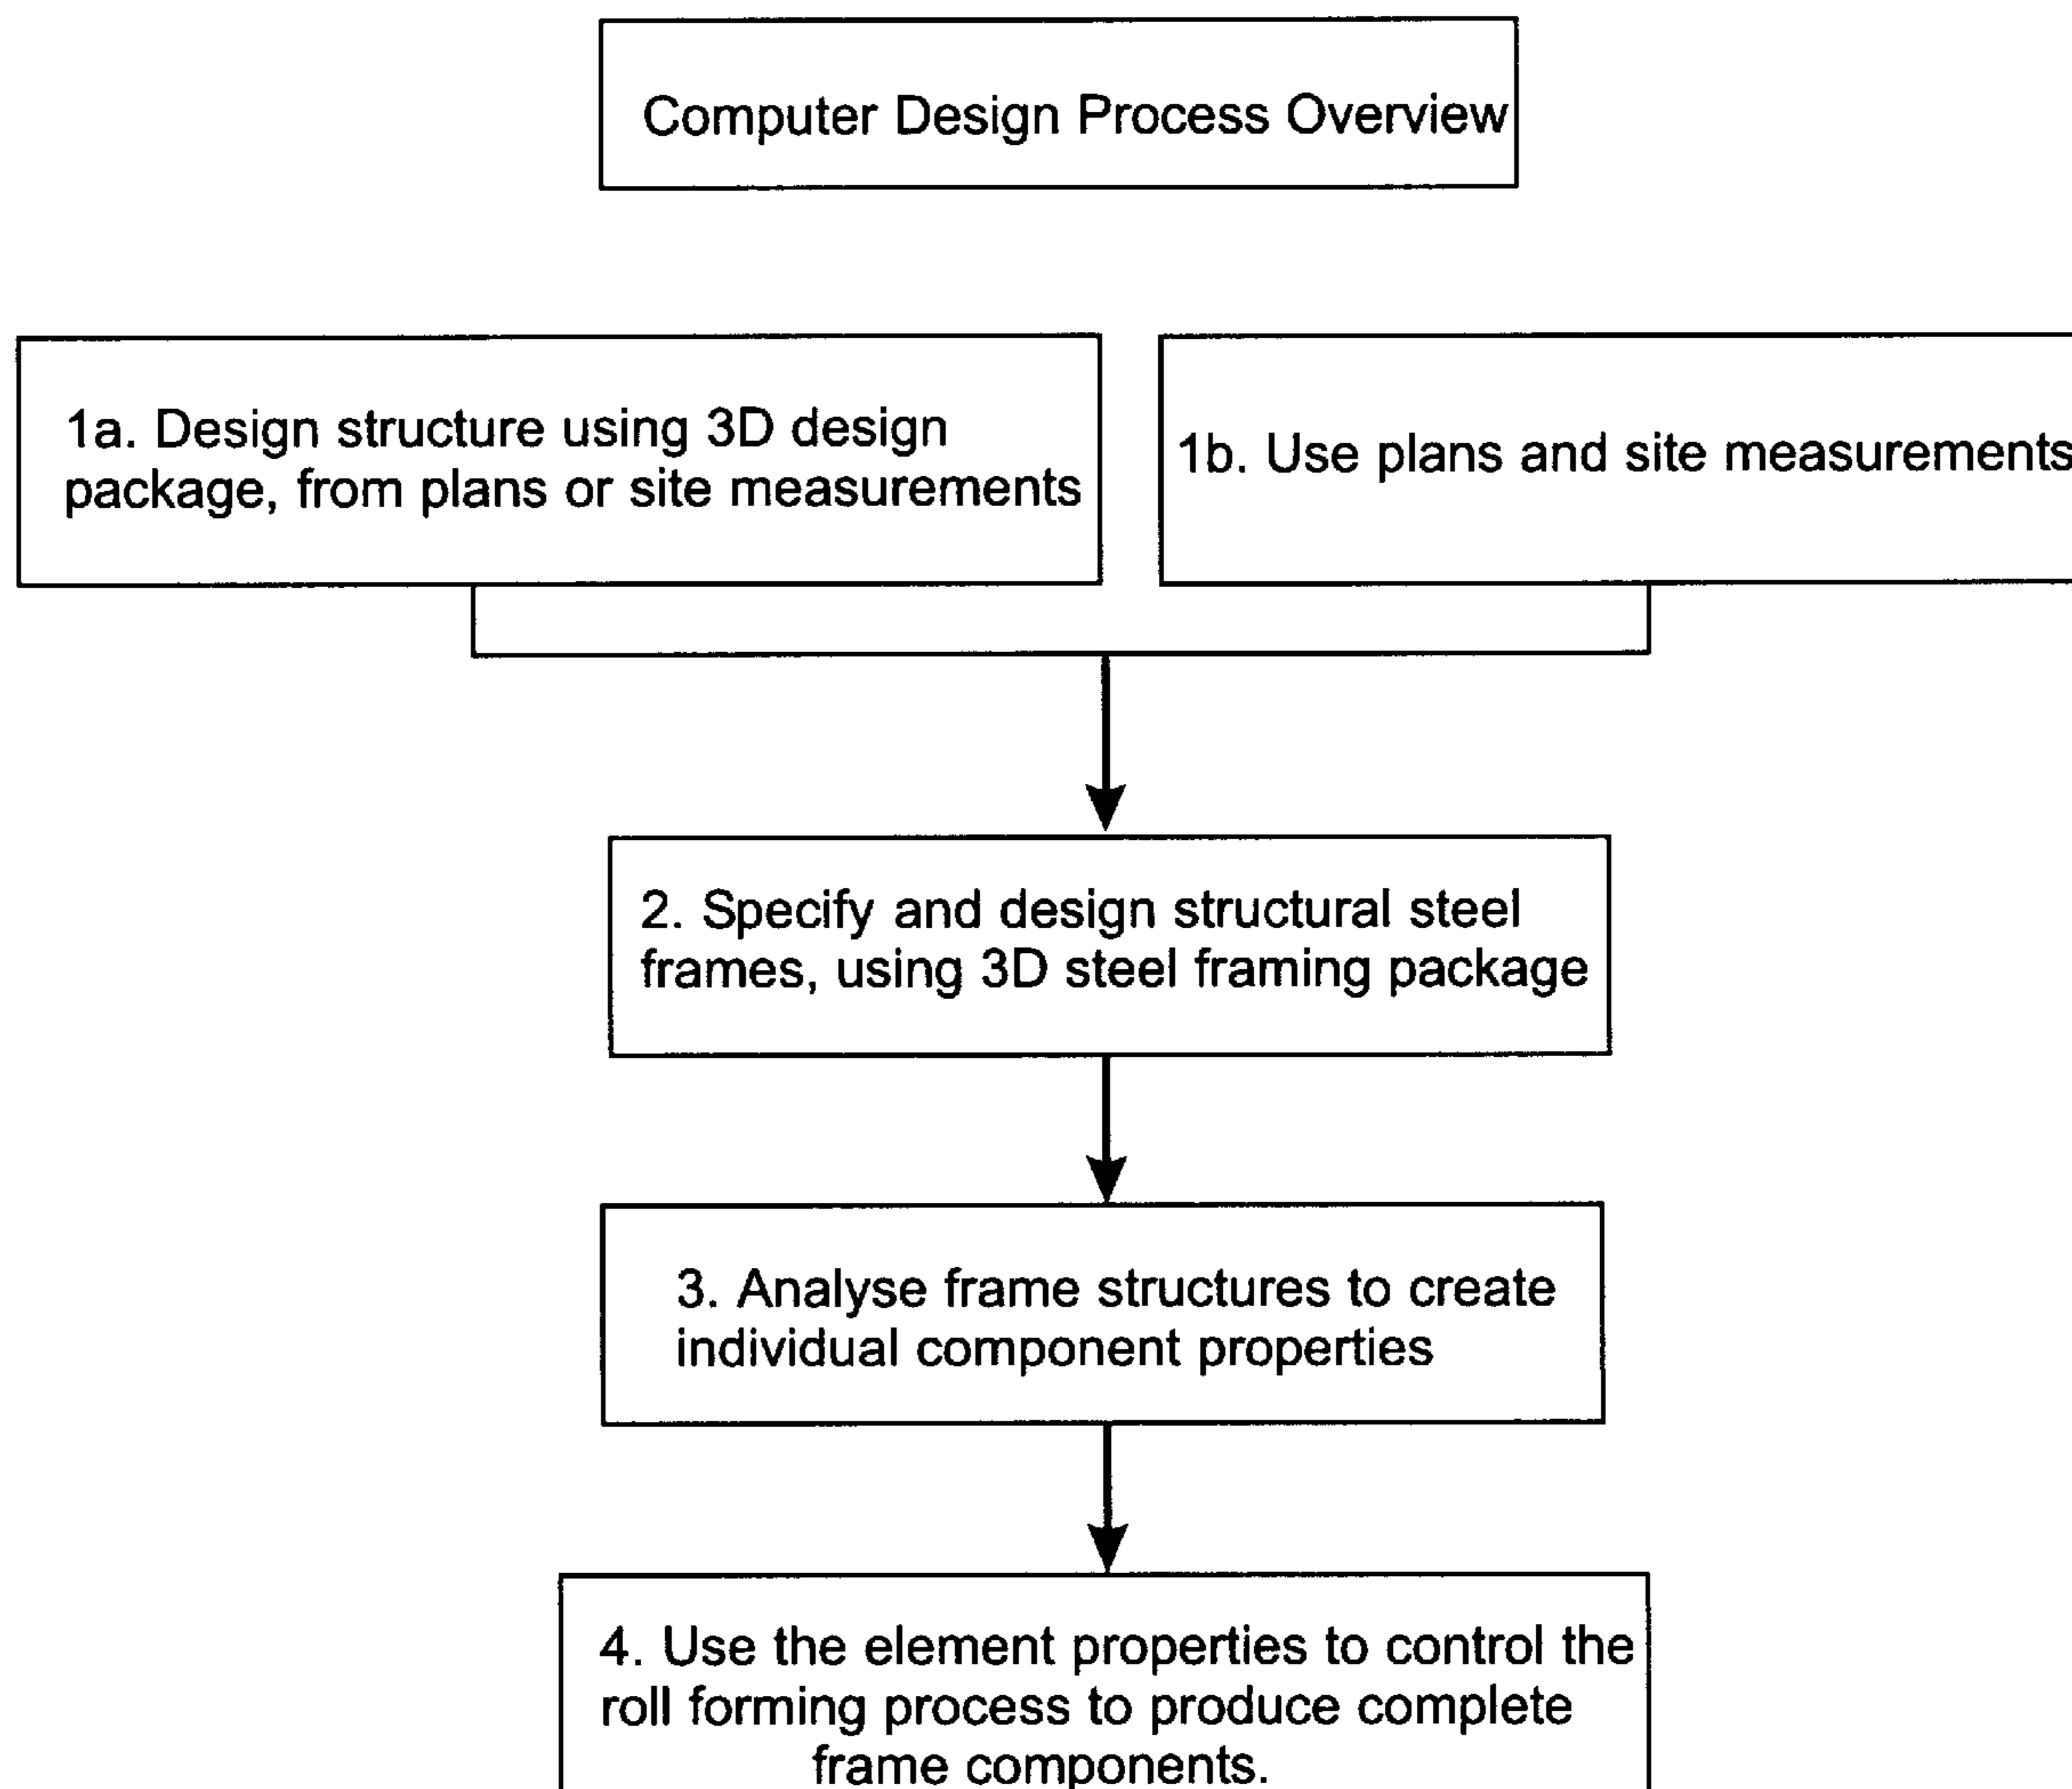 Computer Design Process Overview
1a. Design structure using 3D design
package, from plans or site measurements
1b. Use plans and site measurements
2. Specify and design structural steel
frames, using 3D steel framing package
3. Analyse frame structures to create
individual component properties
4. Use the element properties to control the
roll forming process to produce complete
frame components.